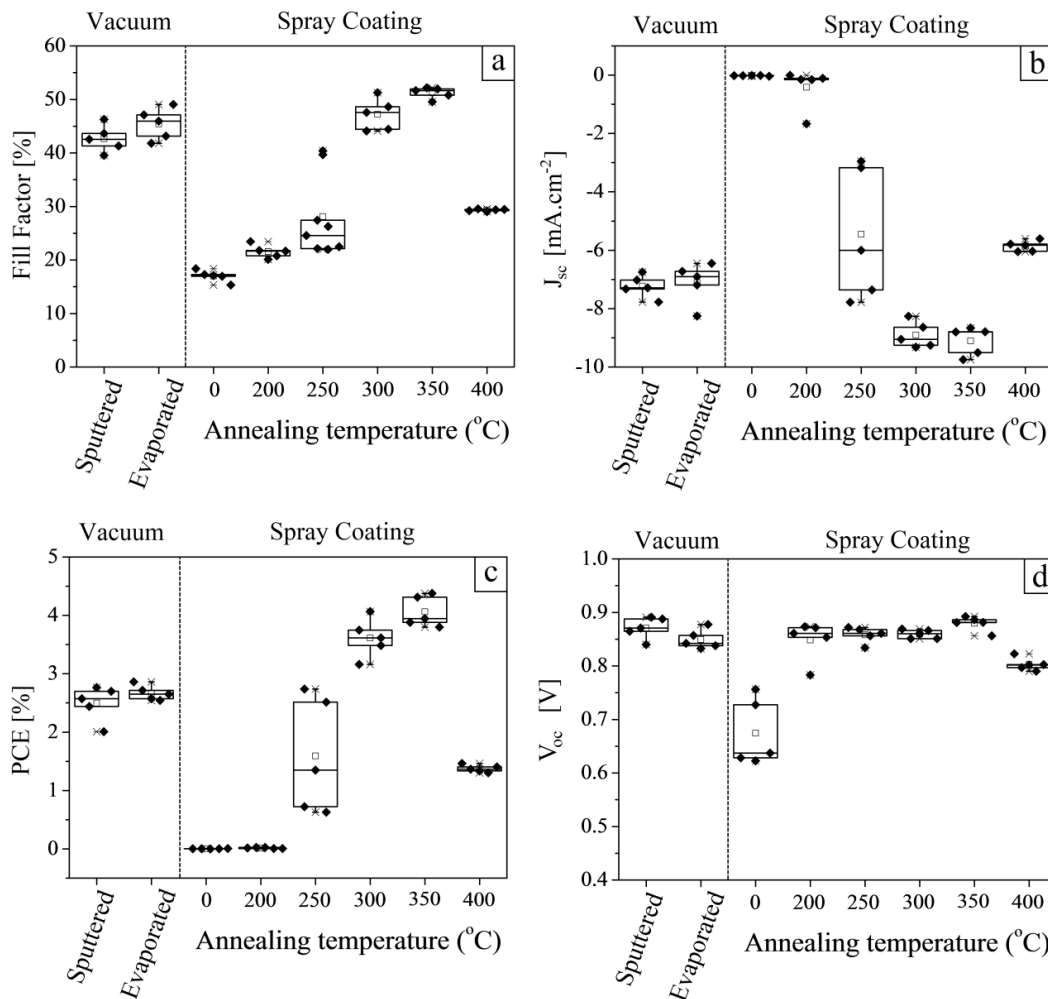 Vacuum Spray Coating
a
60
50
40
30
20
10
0
Fill Factor [%]
Sputtered
Evaporated
0 200 250 300 350 400
Annealing temperature (°C)
Vacuum Spray Coating
b
0
-2
-4
-6
-8
-10
J_sc [mA.cm-2]
Sputtered
Evaporated
0 200 250 300 350 400
Annealing temperature (°C)
Vacuum Spray Coating
c
5
4
3
2
1
0
PCE [%]
Sputtered
Evaporated
0 200 250 300 350 400
Annealing temperature (°C)
Vacuum Spray Coating
d
1.0
0.9
0.8
0.7
0.6
0.5
0.4
V_oc [V]
Sputtered
Evaporated
0 200 250 300 350 400
Annealing temperature (°C)